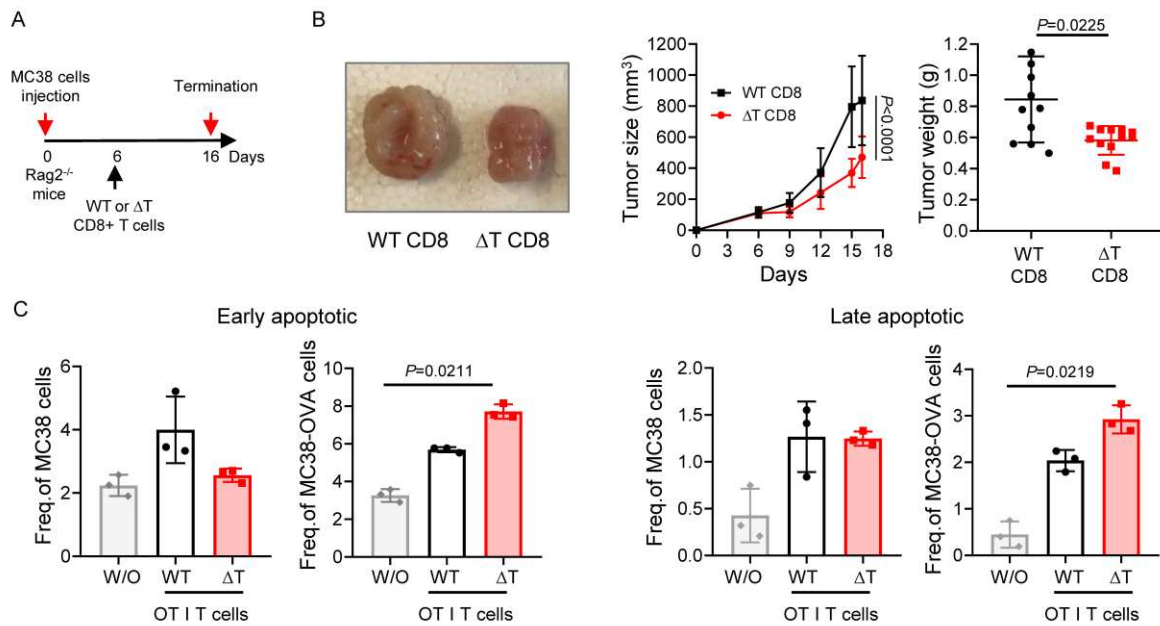 A
MC38 cells
injection
Termination
0
6
16
Days
Rag2-/-
mice
WT or ΔT
CD8+ T cells
B
WT CD8
ΔT CD8
Tumor size (mm3)
1200
1000
800
600
400
200
0
0 3 6 9 12 15 18
Days
WT CD8
ΔT CD8
P<0.0001
P=0.0225
Tumor weight (g)
1.2
1.0
0.8
0.6
0.4
0.2
0.0
WT
CD8
ΔT
CD8
C
Early apoptotic
Freq.of MC38 cells
6
4
2
0
W/O WT ΔT
OT I T cells
Freq.of MC38-OVA cells
10
8
6
4
2
0
P=0.0211
W/O WT ΔT
OT I T cells
Late apoptotic
Freq.of MC38 cells
2.0
1.5
1.0
0.5
0.0
W/O WT ΔT
OT I T cells
Freq.of MC38-OVA cells
4
3
2
1
0
P=0.0219
W/O WT ΔT
OT I T cells